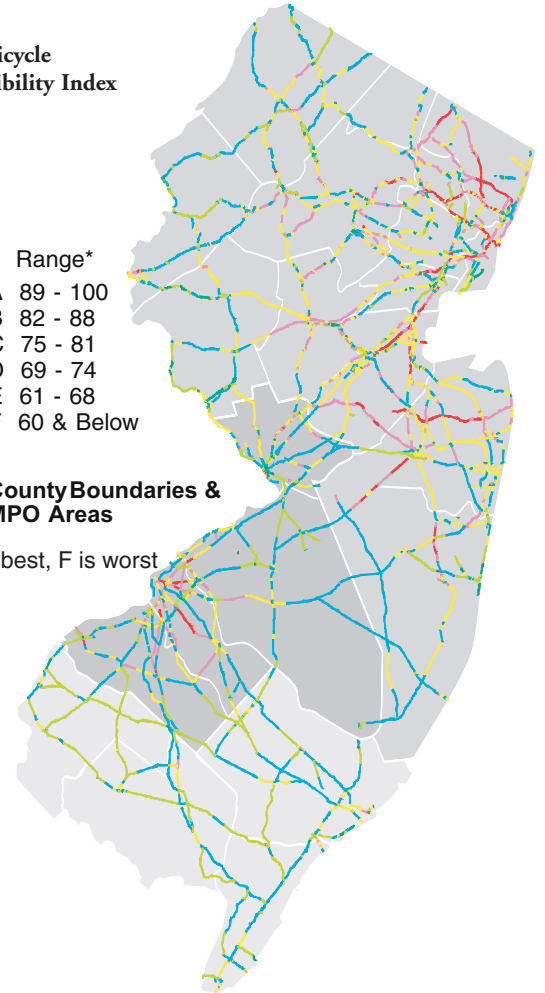 icycle
ibility Index
Range*
A 89 - 100
B 82 - 88
C 75 - 81
D 69 - 74
E 61 - 68
F 60 & Below
County Boundaries &
MPO Areas
best, F is worst